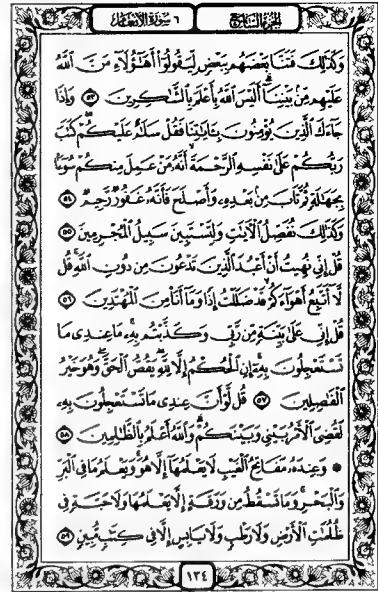 الجزء السابع ٦ سورة الأنعام
وَكَذَٰلِكَ فَتَنَّا بَعْضَهُم بِبَعْضٍ لِّيَقُولُوٓا۟ أَهَٰٓؤُلَآءِ مَنَّ ٱللَّهُ
عَلَيْهِم مِّنۢ بَيْنِنَآ ۗ أَلَيْسَ ٱللَّهُ بِأَعْلَمَ بِٱلشَّٰكِرِينَ ٥٣ وَإِذَا
جَآءَكَ ٱلَّذِينَ يُؤْمِنُونَ بِـَٔايَٰتِنَا فَقُلْ سَلَٰمٌ عَلَيْكُمْ ۖ كَتَبَ
رَبُّكُمْ عَلَىٰ نَفْسِهِ ٱلرَّحْمَةَ ۖ أَنَّهُۥ مَنْ عَمِلَ مِنكُمْ سُوٓءًۢا
بِجَهَٰلَةٍ ثُمَّ تَابَ مِنۢ بَعْدِهِۦ وَأَصْلَحَ فَأَنَّهُۥ غَفُورٌ رَّحِيمٌ ٥٤
وَكَذَٰلِكَ نُفَصِّلُ ٱلْـَٔايَٰتِ وَلِتَسْتَبِينَ سَبِيلُ ٱلْمُجْرِمِينَ ٥٥
قُلْ إِنِّى نُهِيتُ أَنْ أَعْبُدَ ٱلَّذِينَ تَدْعُونَ مِن دُونِ ٱللَّهِ ۚ قُل
لَّآ أَتَّبِعُ أَهْوَآءَكُمْ ۙ قَدْ ضَلَلْتُ إِذًا وَمَآ أَنَا۠ مِنَ ٱلْمُهْتَدِينَ ٥٦
قُلْ إِنِّى عَلَىٰ بَيِّنَةٍ مِّن رَّبِّى وَكَذَّبْتُم بِهِۦ ۚ مَا عِندِى مَا
تَسْتَعْجِلُونَ بِهِۦٓ ۚ إِنِ ٱلْحُكْمُ إِلَّا لِلَّهِ ۖ يَقُصُّ ٱلْحَقَّ ۖ وَهُوَ خَيْرُ
ٱلْفَٰصِلِينَ ٥٧ قُل لَّوْ أَنَّ عِندِى مَا تَسْتَعْجِلُونَ بِهِۦ
لَقُضِىَ ٱلْأَمْرُ بَيْنِى وَبَيْنَكُمْ ۗ وَٱللَّهُ أَعْلَمُ بِٱلظَّٰلِمِينَ ٥٨
۞ وَعِندَهُۥ مَفَاتِحُ ٱلْغَيْبِ لَا يَعْلَمُهَآ إِلَّا هُوَ ۚ وَيَعْلَمُ مَا فِى ٱلْبَرِّ
وَٱلْبَحْرِ ۚ وَمَا تَسْقُطُ مِن وَرَقَةٍ إِلَّا يَعْلَمُهَا وَلَا حَبَّةٍ فِى
ظُلُمَٰتِ ٱلْأَرْضِ وَلَا رَطْبٍ وَلَا يَابِسٍ إِلَّا فِى كِتَٰبٍ مُّبِينٍ ٥٩
١٣٤